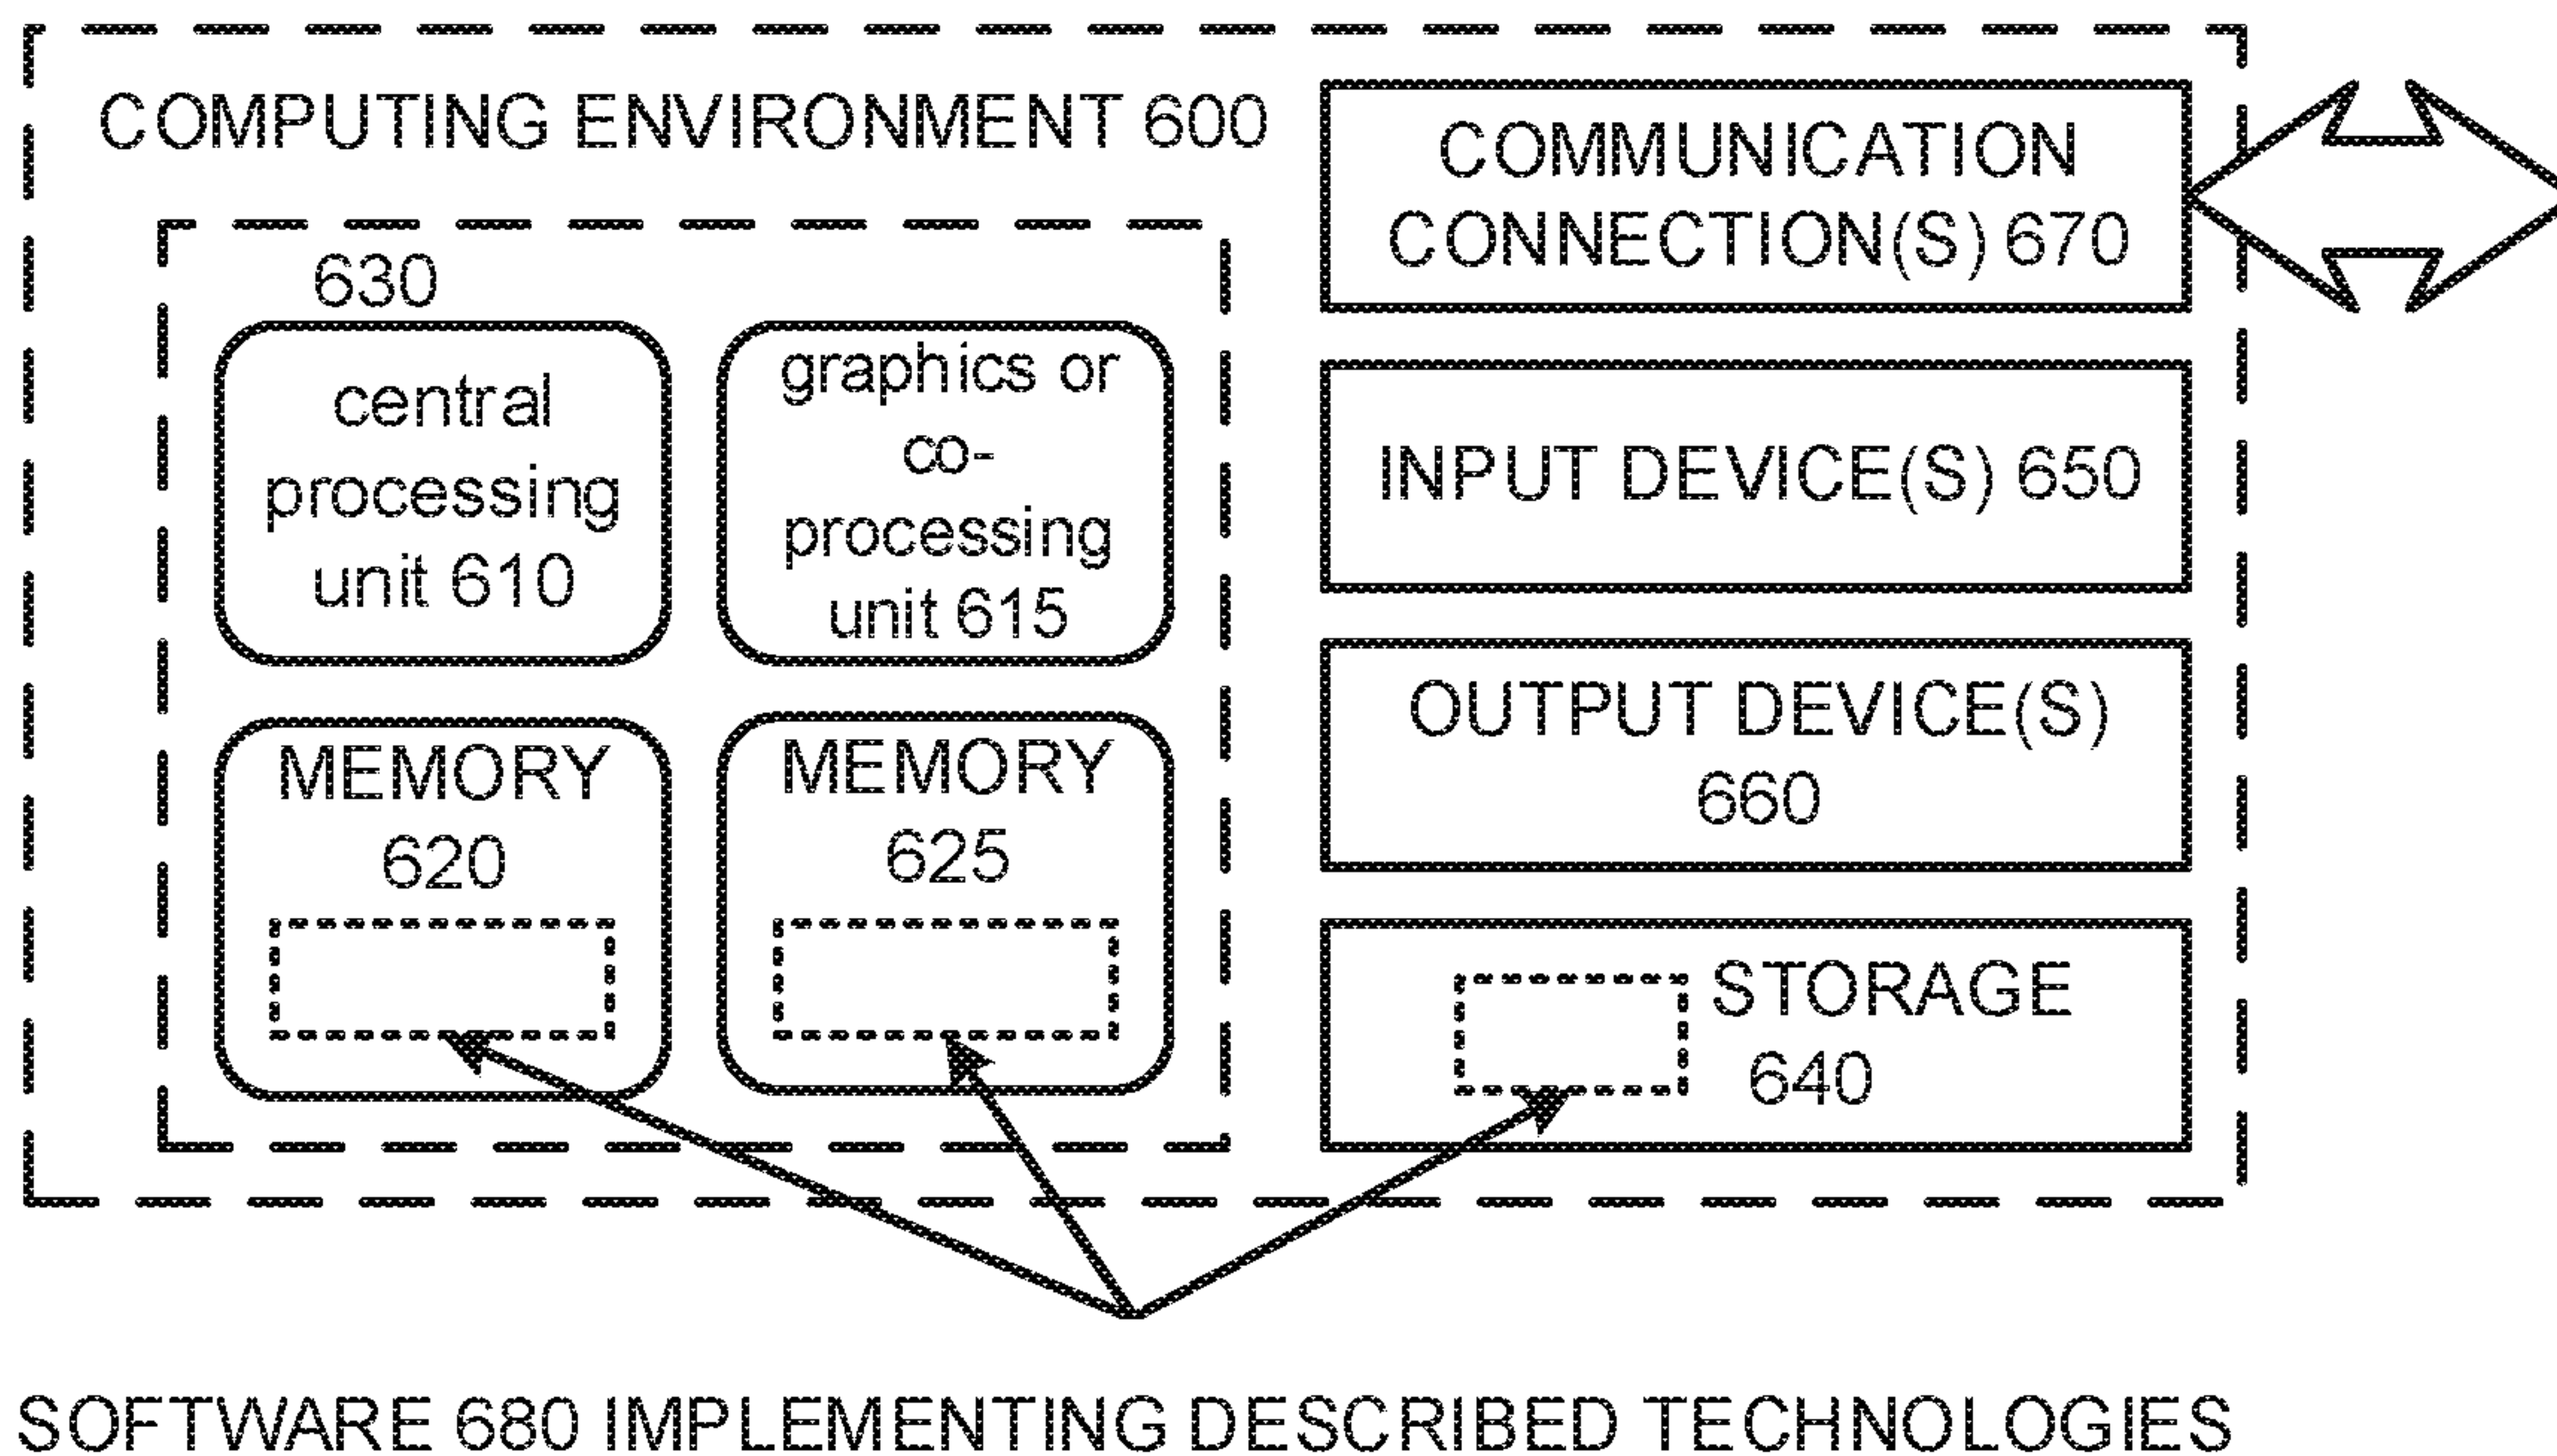 COMPUTING ENVIRONMENT 600
630
central
processing
unit 610
graphics or
co-
processing
unit 615
MEMORY
620
MEMORY
625
COMMUNICATION
CONNECTION(S) 670
INPUT DEVICE(S) 650
OUTPUT DEVICE(S)
660
STORAGE
640
SOFTWARE 680 IMPLEMENTING DESCRIBED TECHNOLOGIES